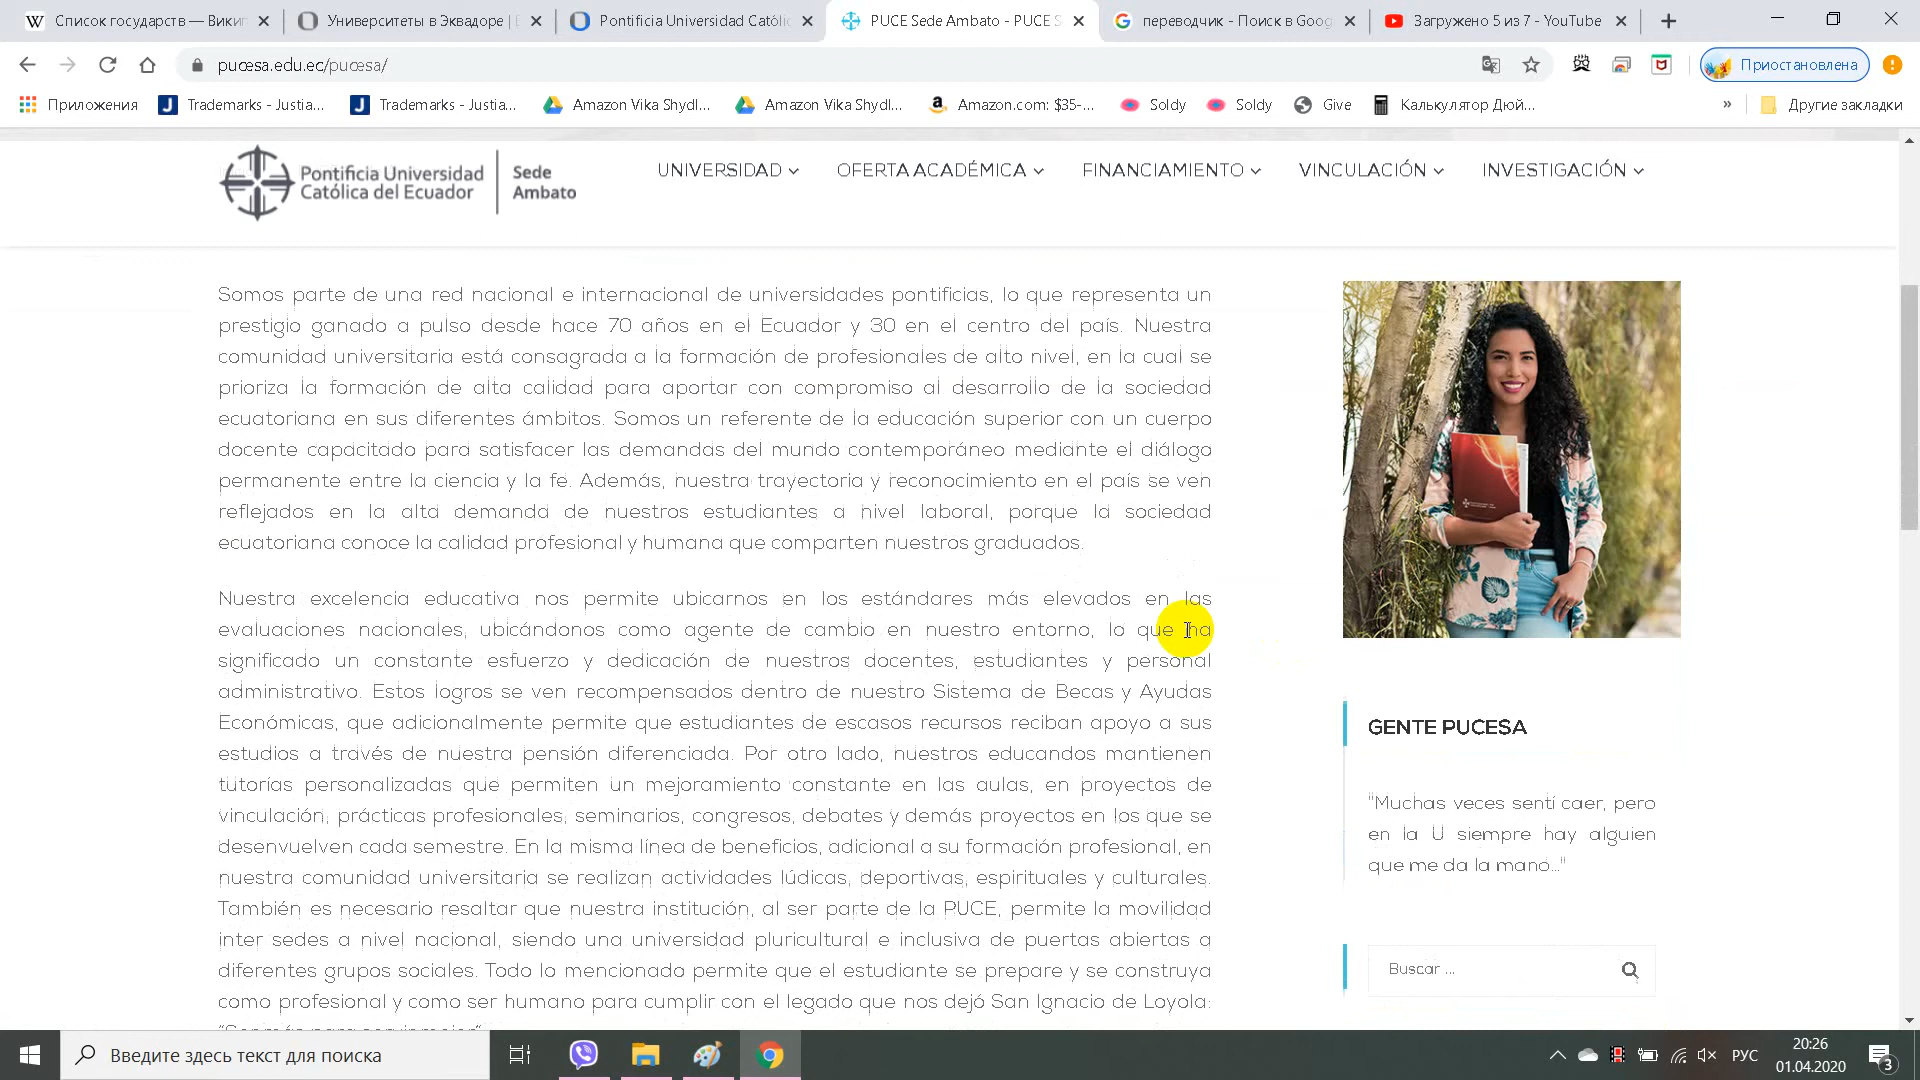 Список государств — Викип
Университеты в Эквадоре | E
Pontificia Universidad Católic
PUCE Sede Ambato - PUCE S
переводчик - Поиск в Goog
Загружено 5 из 7 - YouTube
pucesa.edu.ec/pucesa/
Приостановлена
Приложения
Trademarks - Justia...
Trademarks - Justia...
Amazon Vika Shydl...
Amazon Vika Shydl...
Amazon.com: $35-...
Soldy
Soldy
Give
Калькулятор Дюй...
»
Другие закладки
Pontificia Universidad
Católica del Ecuador
Sede
Ambato
UNIVERSIDAD
OFERTA ACADÉMICA
FINANCIAMIENTO
VINCULACIÓN
INVESTIGACIÓN
Somos parte de una red nacional e internacional de universidades pontificias, lo que representa un
prestigio ganado a pulso desde hace 70 años en el Ecuador y 30 en el centro del país. Nuestra
comunidad universitaria está consagrada a la formación de profesionales de alto nivel, en la cual se
prioriza la formación de alta calidad para aportar con compromiso al desarrollo de la sociedad
ecuatoriana en sus diferentes ámbitos. Somos un referente de la educación superior con un cuerpo
docente capacitado para satisfacer las demandas del mundo contemporáneo mediante el diálogo
permanente entre la ciencia y la fe. Además, nuestra trayectoria y reconocimiento en el país se ven
reflejados en la alta demanda de nuestros estudiantes a nivel laboral, porque la sociedad
ecuatoriana conoce la calidad profesional y humana que comparten nuestros graduados.
Nuestra excelencia educativa nos permite ubicarnos en los estándares más elevados en las
evaluaciones nacionales, ubicándonos como agente de cambio en nuestro entorno, lo que ha
significado un constante esfuerzo y dedicación de nuestros docentes, estudiantes y personal
administrativo. Estos logros se ven recompensados dentro de nuestro Sistema de Becas y Ayudas
Económicas, que adicionalmente permite que estudiantes de escasos recursos reciban apoyo a sus
estudios a través de nuestra pensión diferenciada. Por otro lado, nuestros educandos mantienen
tutorías personalizadas que permiten un mejoramiento constante en las aulas, en proyectos de
vinculación, prácticas profesionales, seminarios, congresos, debates y demás proyectos en los que se
desenvuelven cada semestre. En la misma línea de beneficios, adicional a su formación profesional, en
nuestra comunidad universitaria se realizan actividades lúdicas, deportivas, espirituales y culturales.
También es necesario resaltar que nuestra institución, al ser parte de la PUCE, permite la movilidad
inter sedes a nivel nacional, siendo una universidad pluricultural e inclusiva de puertas abiertas a
diferentes grupos sociales. Todo lo mencionado permite que el estudiante se prepare y se construya
como profesional y como ser humano para cumplir con el legado que nos dejó San Ignacio de Loyola:
GENTE PUCESA
"Muchas veces sentí caer, pero
en la U siempre hay alguien
que me da la mano..."
Buscar ...
Введите здесь текст для поиска
РУС
20:26
01.04.2020
3